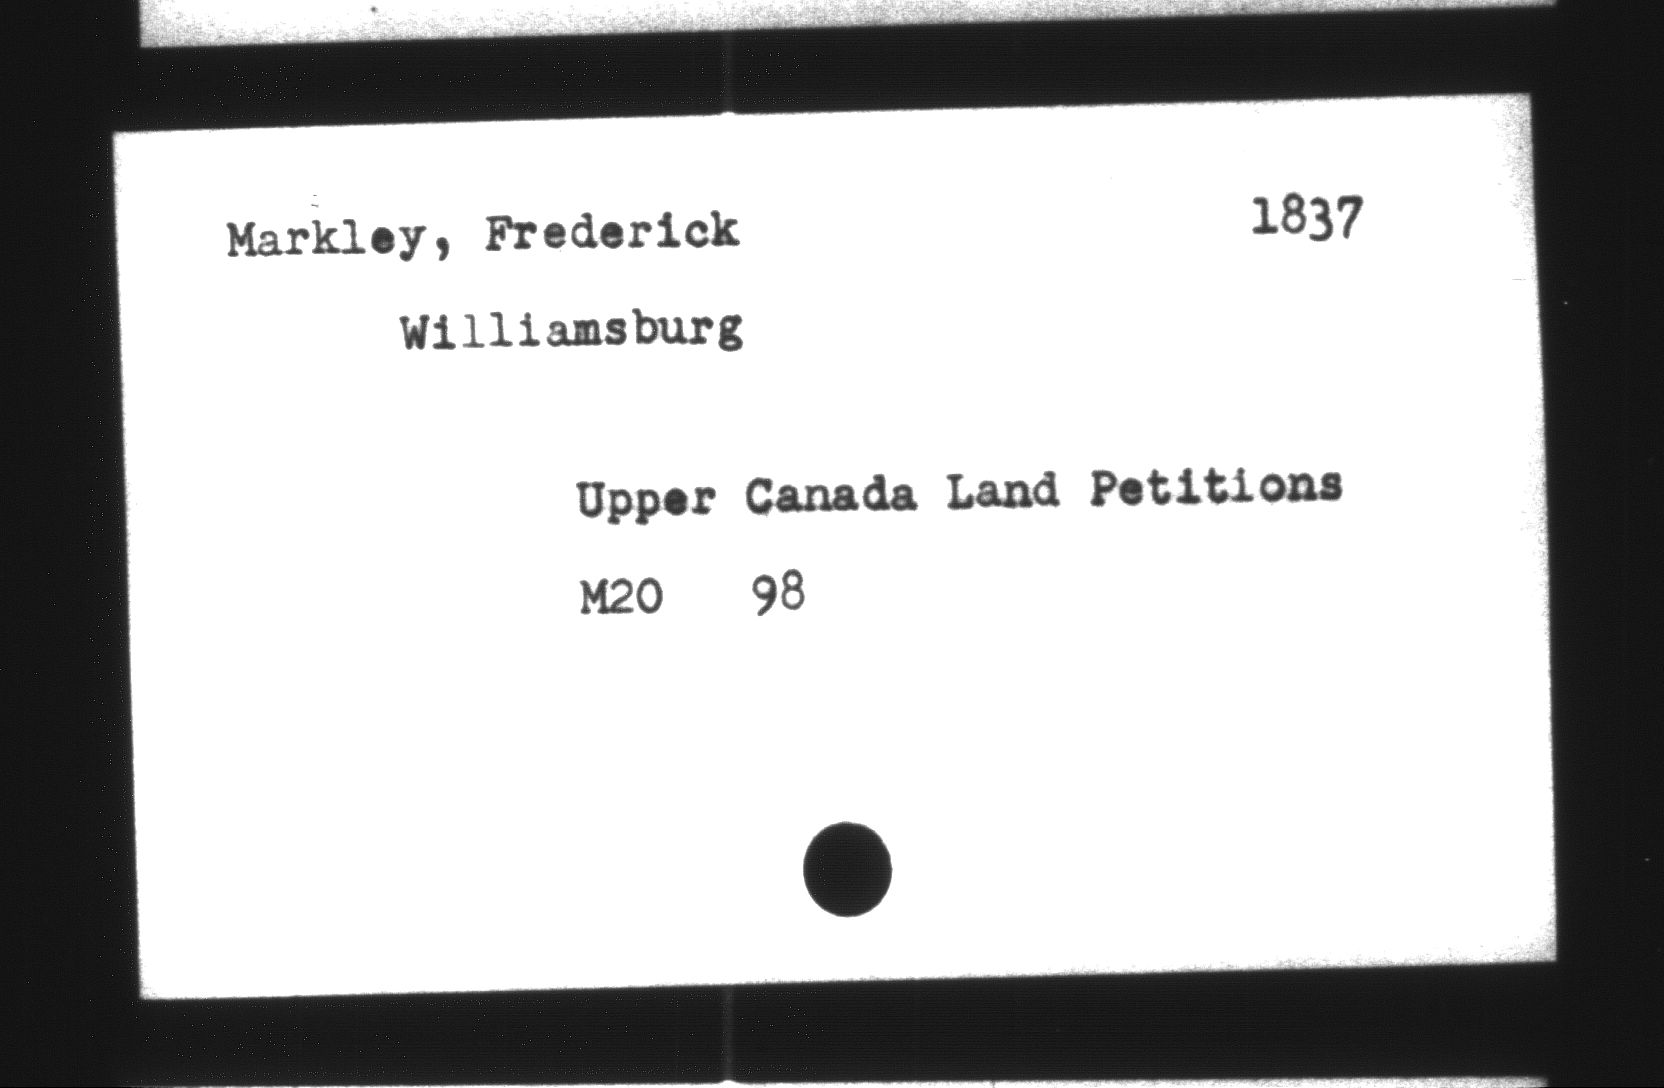 Markley, Frederick 1837
Williamsburg
Upper Canada Land Petitions
M20 98